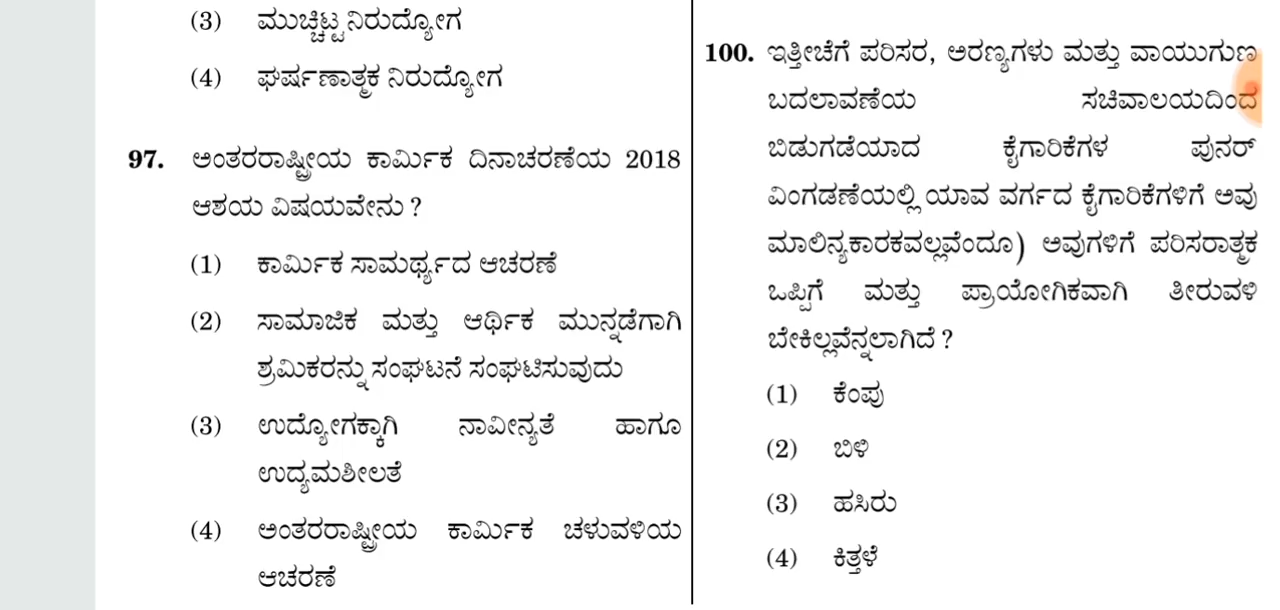 (3) ಮುಚ್ಚಿಟ್ಟ ನಿರುದ್ಯೋಗ
(4) ಘರ್ಷಣಾತ್ಮಕ ನಿರುದ್ಯೋಗ
97. ಅಂತರರಾಷ್ಟ್ರೀಯ ಕಾರ್ಮಿಕ ದಿನಾಚರಣೆಯ 2018
ಆಶಯ ವಿಷಯವೇನು ?
(1) ಕಾರ್ಮಿಕ ಸಾಮರ್ಥ್ಯದ ಆಚರಣೆ
(2) ಸಾಮಾಜಿಕ ಮತ್ತು ಆರ್ಥಿಕ ಮುನ್ನಡೆಗಾಗಿ
ಶ್ರಮಿಕರನ್ನು ಸಂಘಟನೆ ಸಂಘಟಿಸುವುದು
(3) ಉದ್ಯೋಗಕ್ಕಾಗಿ ನಾವೀನ್ಯತೆ ಹಾಗೂ
ಉದ್ಯಮಶೀಲತೆ
(4) ಅಂತರರಾಷ್ಟ್ರೀಯ ಕಾರ್ಮಿಕ ಚಳುವಳಿಯ
ಆಚರಣೆ
100. ಇತ್ತೀಚೆಗೆ ಪರಿಸರ, ಅರಣ್ಯಗಳು ಮತ್ತು ವಾಯುಗುಣ
ಬದಲಾವಣೆಯ ಸಚಿವಾಲಯದಿಂದ
ಬಿಡುಗಡೆಯಾದ ಕೈಗಾರಿಕೆಗಳ ಪುನರ್
ವಿಂಗಡಣೆಯಲ್ಲಿ ಯಾವ ವರ್ಗದ ಕೈಗಾರಿಕೆಗಳಿಗೆ ಅವು
ಮಾಲಿನ್ಯಕಾರಕವಲ್ಲವೆಂದೂ) ಅವುಗಳಿಗೆ ಪರಿಸರಾತ್ಮಕ
ಒಪ್ಪಿಗೆ ಮತ್ತು ಪ್ರಾಯೋಗಿಕವಾಗಿ ತೀರುವಳಿ
ಬೇಕಿಲ್ಲವೆನ್ನಲಾಗಿದೆ ?
(1) ಕೆಂಪು
(2) ಬಿಳಿ
(3) ಹಸಿರು
(4) ಕಿತ್ತಳೆ